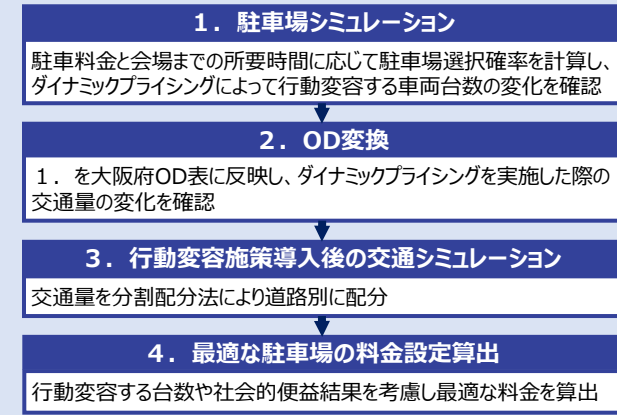 １．駐車場シミュレーション
駐車料金と会場までの所要時間に応じて駐車場選択確率を計算し、
ダイナミックプライシングによって行動変容する車両台数の変化を確認
２．OD変換
１．を大阪府OD表に反映し、ダイナミックプライシングを実施した際の
交通量の変化を確認
３．行動変容施策導入後の交通シミュレーション
交通量を分割配分法により道路別に配分
４．最適な駐車場の料金設定算出
行動変容する台数や社会的便益結果を考慮し最適な料金を算出